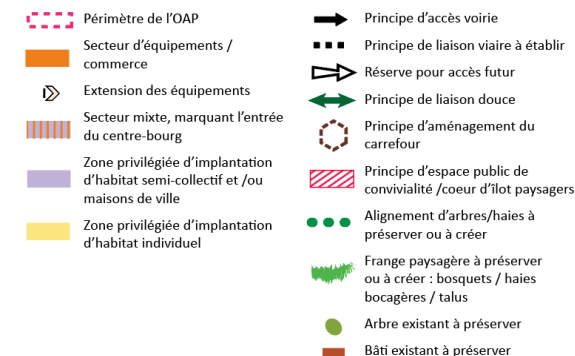 Périmètre de l'OAP
Secteur d'équipements /
commerce
Extension des équipements
Secteur mixte, marquant l'entrée
du centre-bourg
Zone privilégiée d'implantation
d'habitat semi-collectif et /ou
maisons de ville
Zone privilégiée d'implantation
d'habitat individuel
Principe d'accès voirie
Principe de liaison viaire à établir
Réserve pour accès futur
Principe de liaison douce
Principe d'aménagement du
carrefour
Principe d'espace public de
convivialité /coeur d'îlot paysagers
Alignement d'arbres/haies à
préserver ou à créer
Frange paysagère à préserver
ou à créer : bosquets / haies
bocagères / talus
Arbre existant à préserver
Bâti existant à préserver